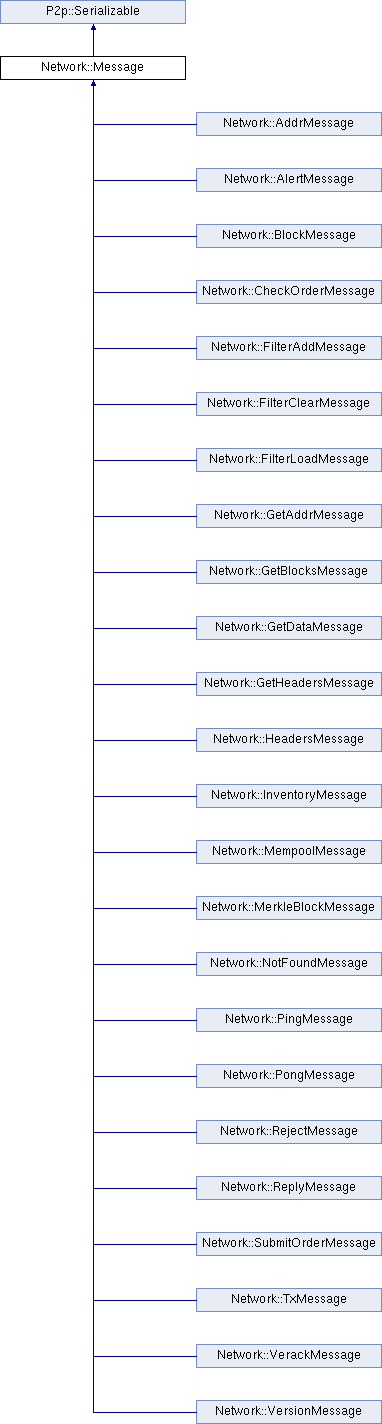 P2p::Serializable
Network::Message
Network::AddrMessage
Network::AlertMessage
Network::BlockMessage
Network::CheckOrderMessage
Network::FilterAddMessage
Network::FilterClearMessage
Network::FilterLoadMessage
Network::GetAddrMessage
Network::GetBlocksMessage
Network::GetDataMessage
Network::GetHeadersMessage
Network::HeadersMessage
Network::InventoryMessage
Network::MempoolMessage
Network::MerkleBlockMessage
Network::NotFoundMessage
Network::PingMessage
Network::PongMessage
Network::RejectMessage
Network::ReplyMessage
Network::SubmitOrderMessage
Network::TxMessage
Network::VerackMessage
Network::VersionMessage